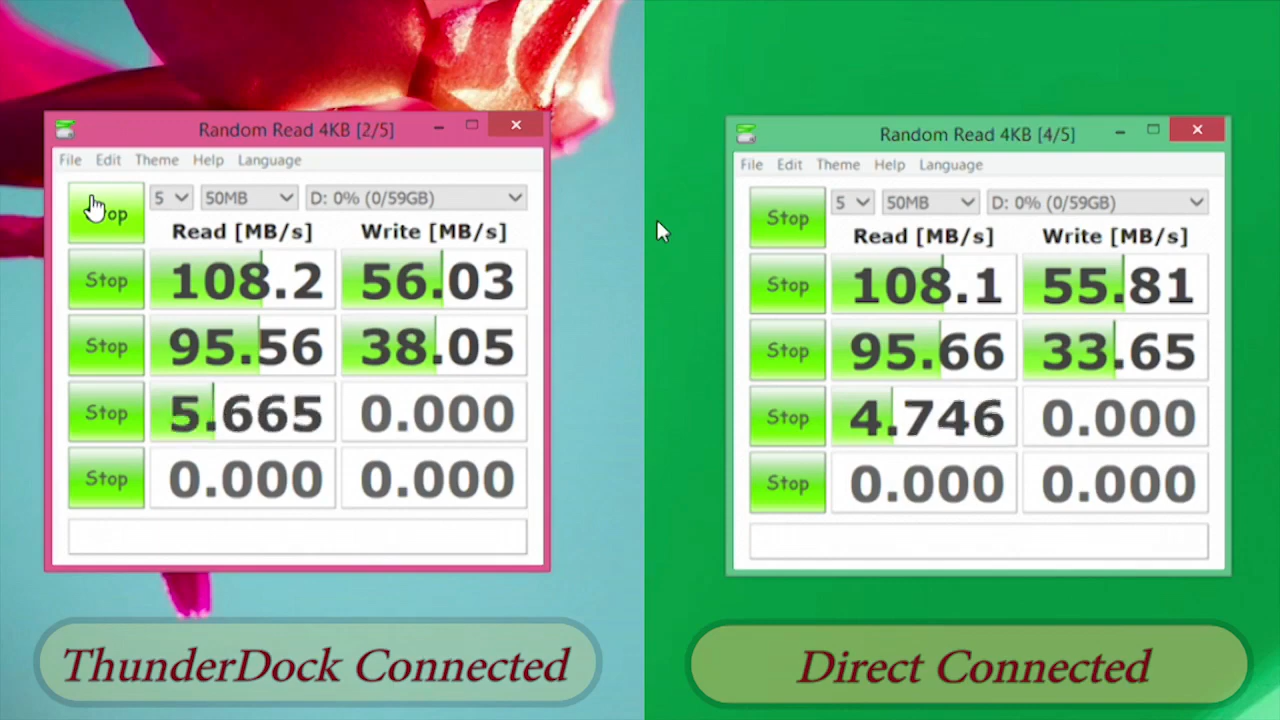 Random Read 4KB [2/5]
File Edit Theme Help Language
Stop 5 50MB D: 0% (0/59GB)
Read [MB/s] Write [MB/s]
Stop 108.2 56.03
Stop 95.56 38.05
Stop 5.665 0.000
Stop 0.000 0.000
ThunderDock Connected
Random Read 4KB [4/5]
File Edit Theme Help Language
Stop 5 50MB D: 0% (0/59GB)
Read [MB/s] Write [MB/s]
Stop 108.1 55.81
Stop 95.66 33.65
Stop 4.746 0.000
Stop 0.000 0.000
Direct Connected